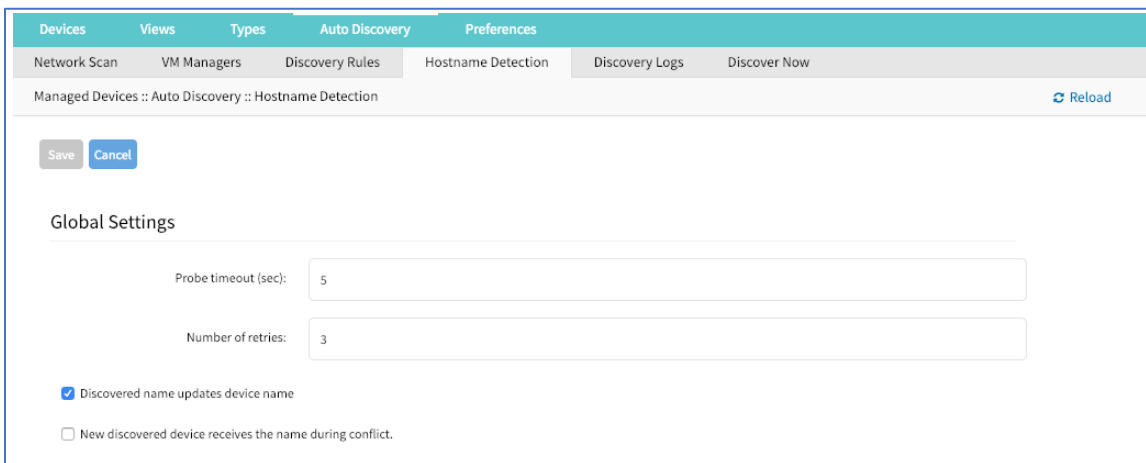 Devices Views Types Auto Discovery Preferences
Network Scan VM Managers Discovery Rules Hostname Detection Discovery Logs Discover Now
Managed Devices :: Auto Discovery :: Hostname Detection Reload
Save Cancel
Global Settings
Probe timeout (sec): 5
Number of retries: 3
Discovered name updates device name
New discovered device receives the name during conflict.